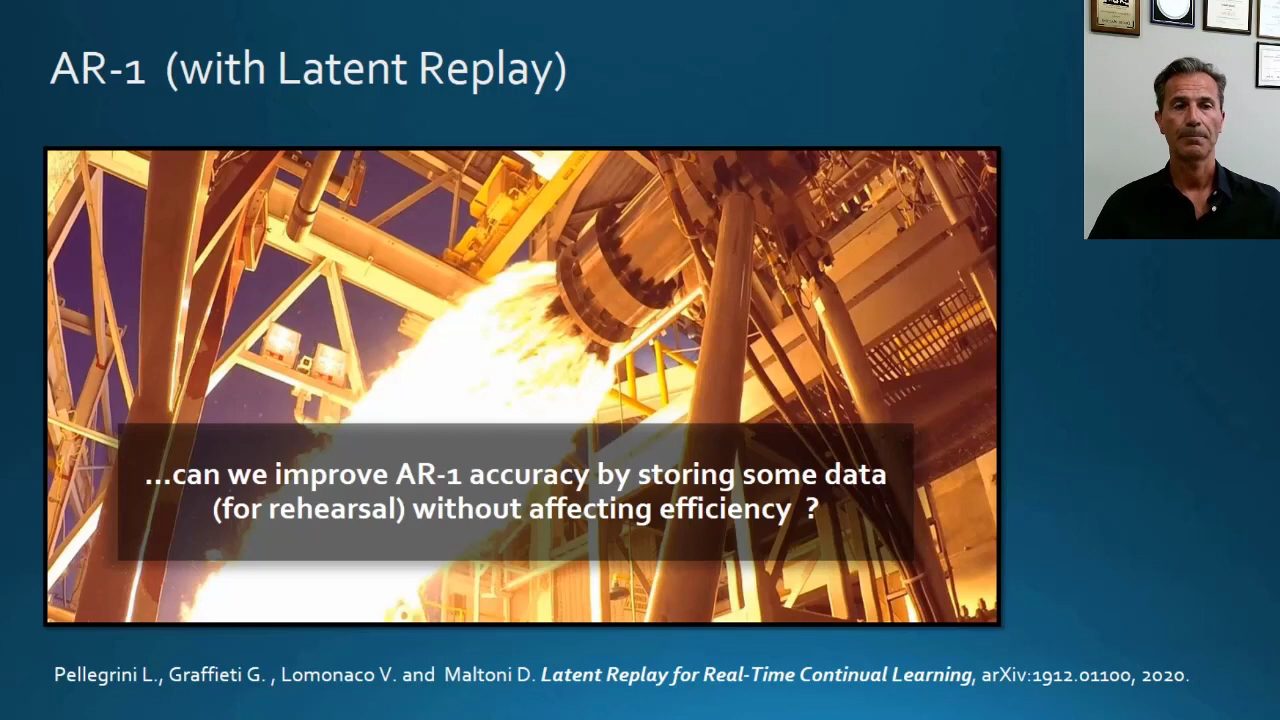 AR-1 (with Latent Replay)
...can we improve AR-1 accuracy by storing some data
(for rehearsal) without affecting efficiency ?
Pellegrini L., Graffieti G. , Lomonaco V. and Maltoni D. Latent Replay for Real-Time Continual Learning, arXiv:1912.01100, 2020.